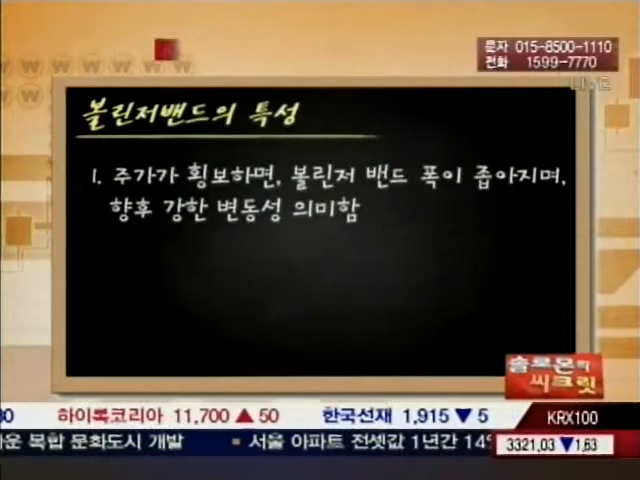 문자 015-8500-1110
전화 1599-7770
LIVE
볼린저밴드의 특성
1. 주가가 횡보하면, 볼린저 밴드 폭이 좁아지며,
향후 강한 변동성 의미함
솔로몬의
씨크릿
30 하이록코리아 11,700 ▲ 50 한국선재 1,915 ▼ 5 KRX100
복합 문화도시 개발 ▪ 서울 아파트 전셋값 1년간 14% 3321,03 ▼1,63